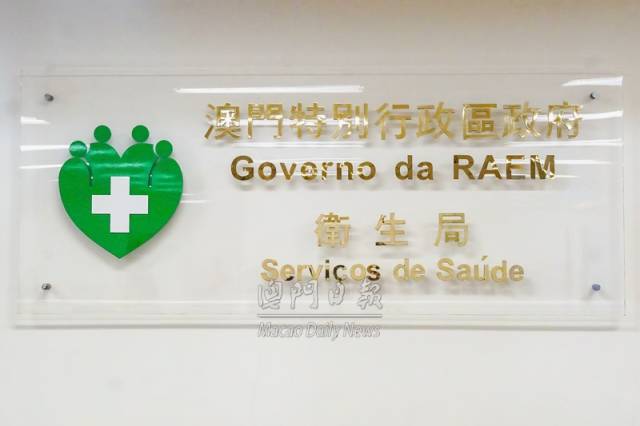 澳門特別行政區政府
Governo da RAEM
衛生局
Serviços de Saúde
澳門日報
Macao Daily News